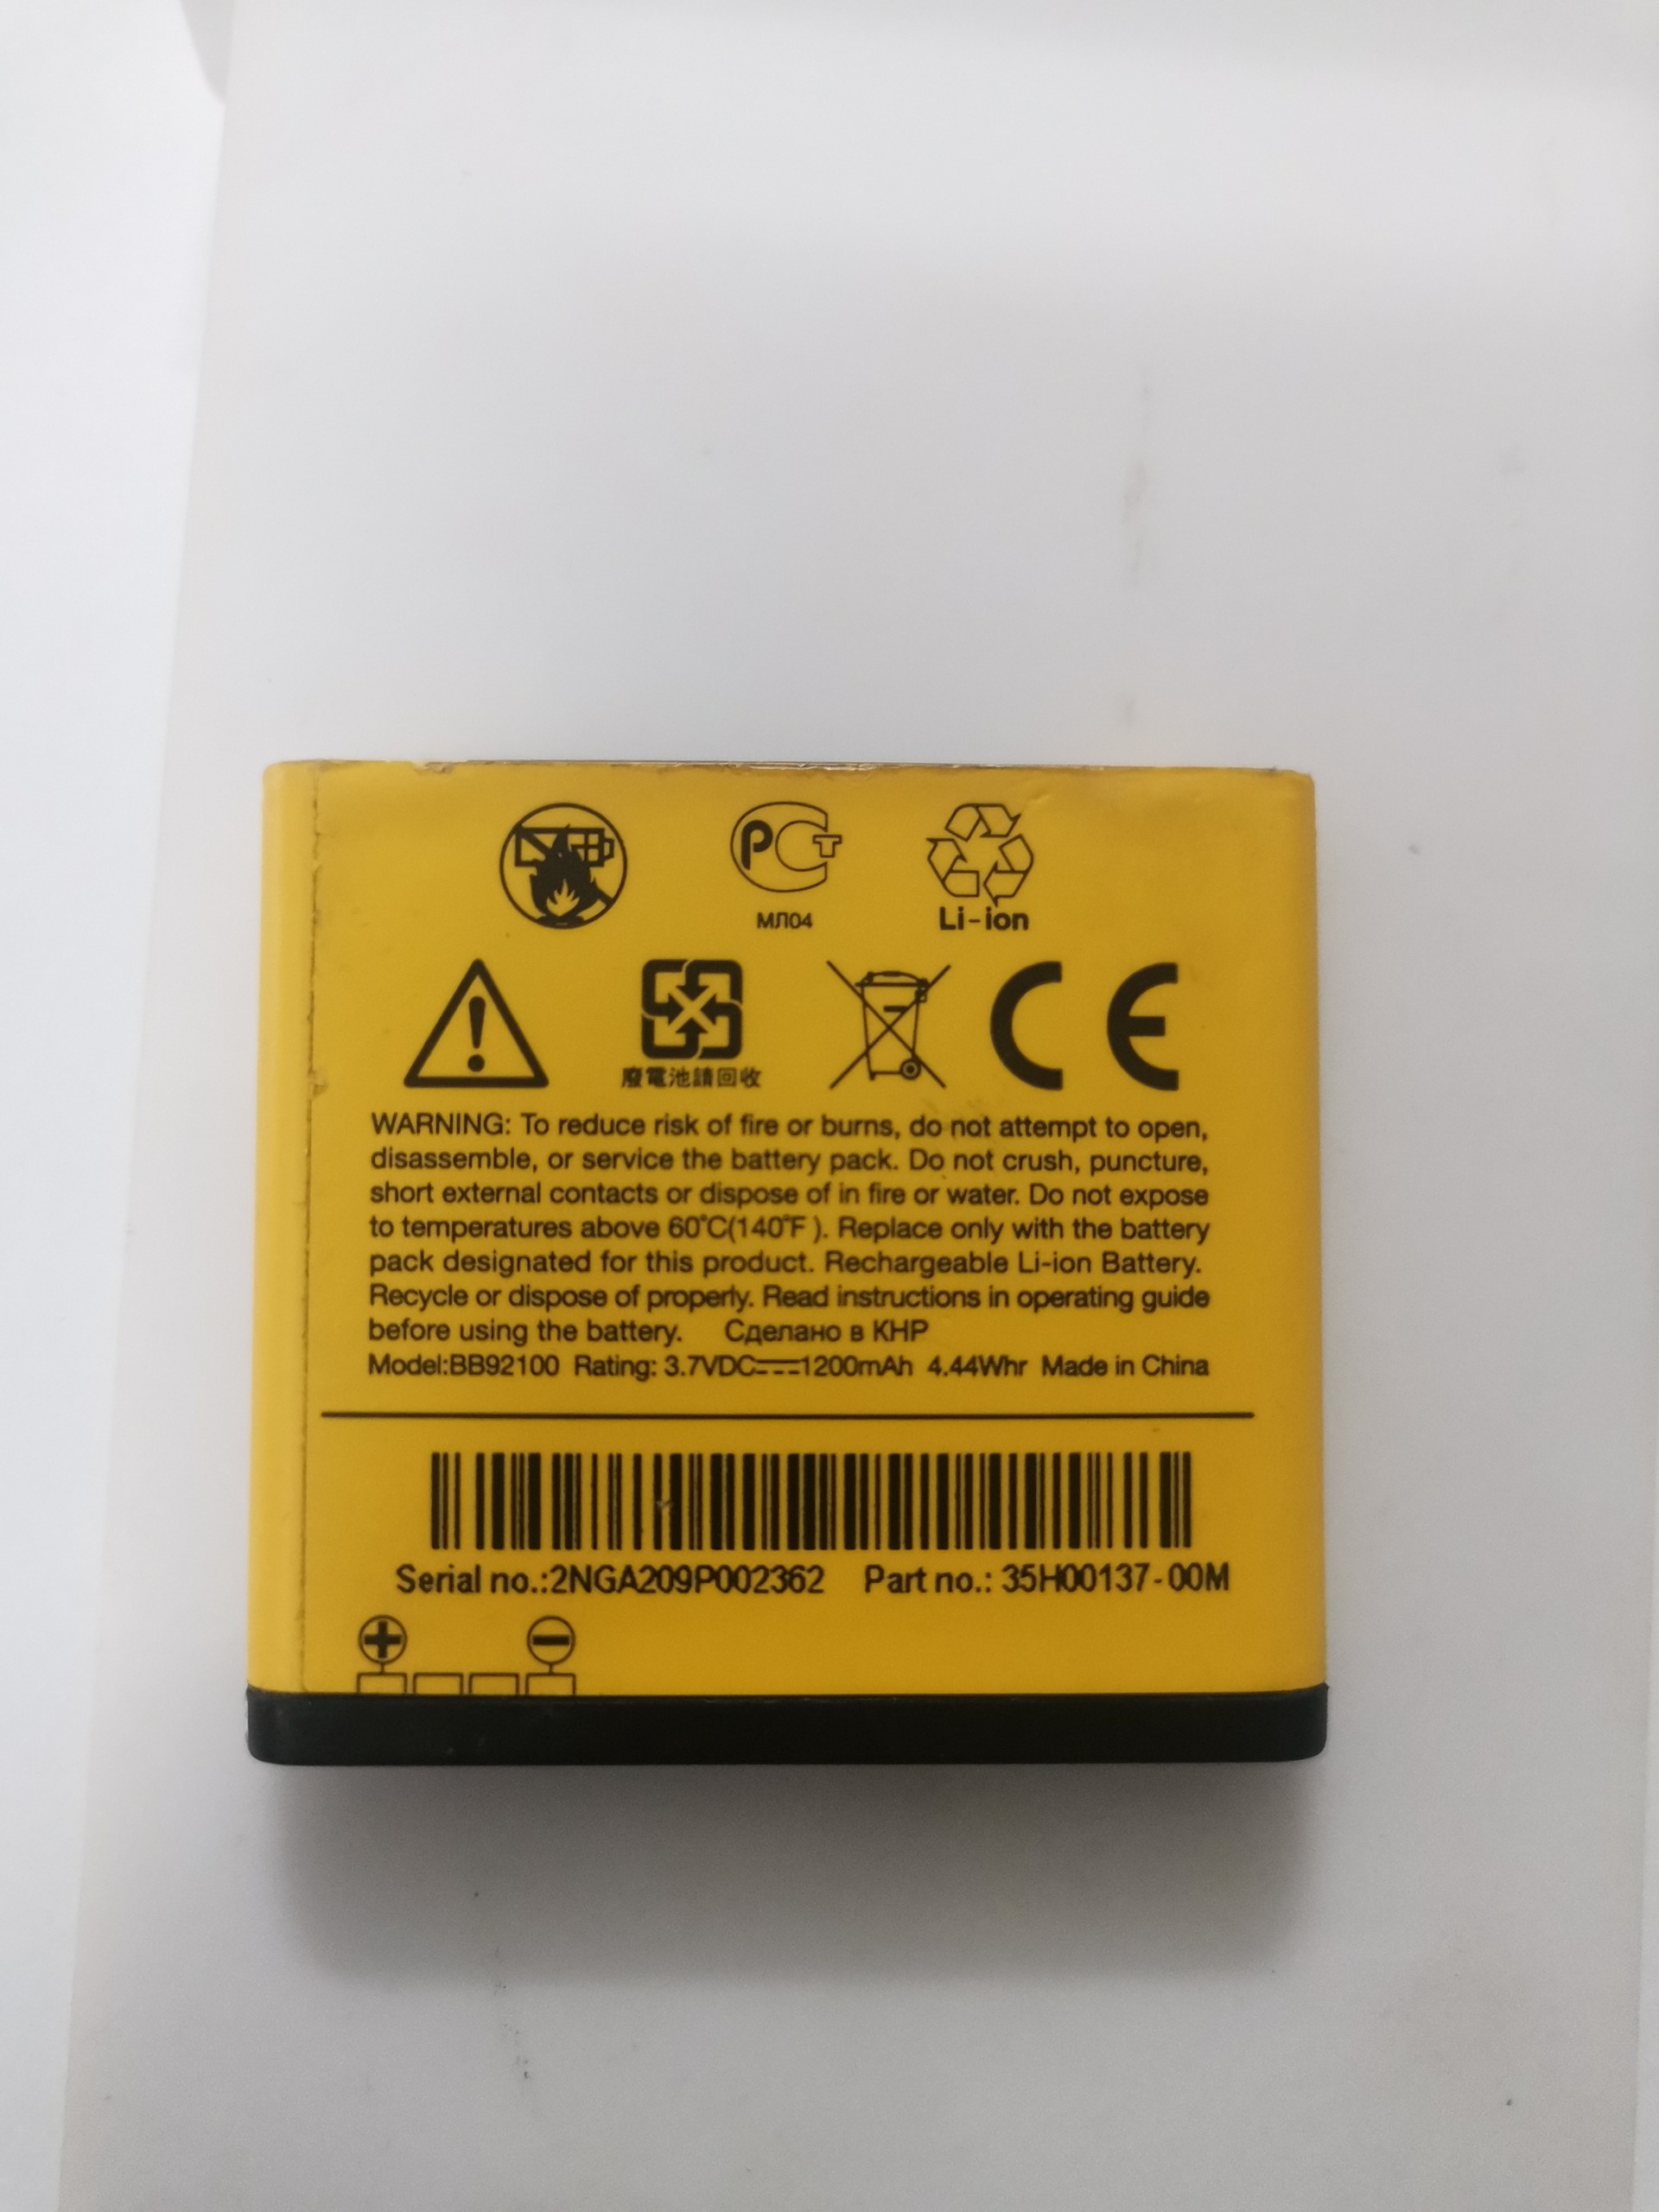 РСТ
МЛ04
Li-ion
廢電池請回收
CE
WARNING: To reduce risk of fire or burns, do not attempt to open,
disassemble, or service the battery pack. Do not crush, puncture,
short external contacts or dispose of in fire or water. Do not expose
to temperatures above 60°C(140°F ). Replace only with the battery
pack designated for this product. Rechargeable Li-ion Battery.
Recycle or dispose of properly. Read instructions in operating guide
before using the battery. Сделано в КНР
Model:BB92100 Rating: 3.7VDC⎓1200mAh 4.44Whr Made in China
Serial no.:2NGA209P002362 Part no.: 35H00137-00M
+ −